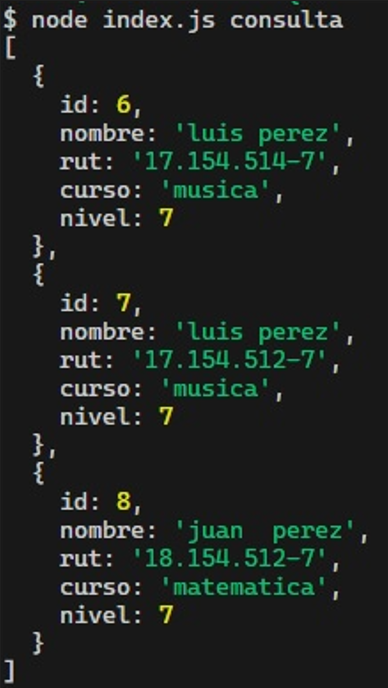 $ node index.js consulta
[
  {
    id: 6,
    nombre: 'luis perez',
    rut: '17.154.514-7',
    curso: 'musica',
    nivel: 7
  },
  {
    id: 7,
    nombre: 'luis perez',
    rut: '17.154.512-7',
    curso: 'musica',
    nivel: 7
  },
  {
    id: 8,
    nombre: 'juan  perez',
    rut: '18.154.512-7',
    curso: 'matematica',
    nivel: 7
  }
]